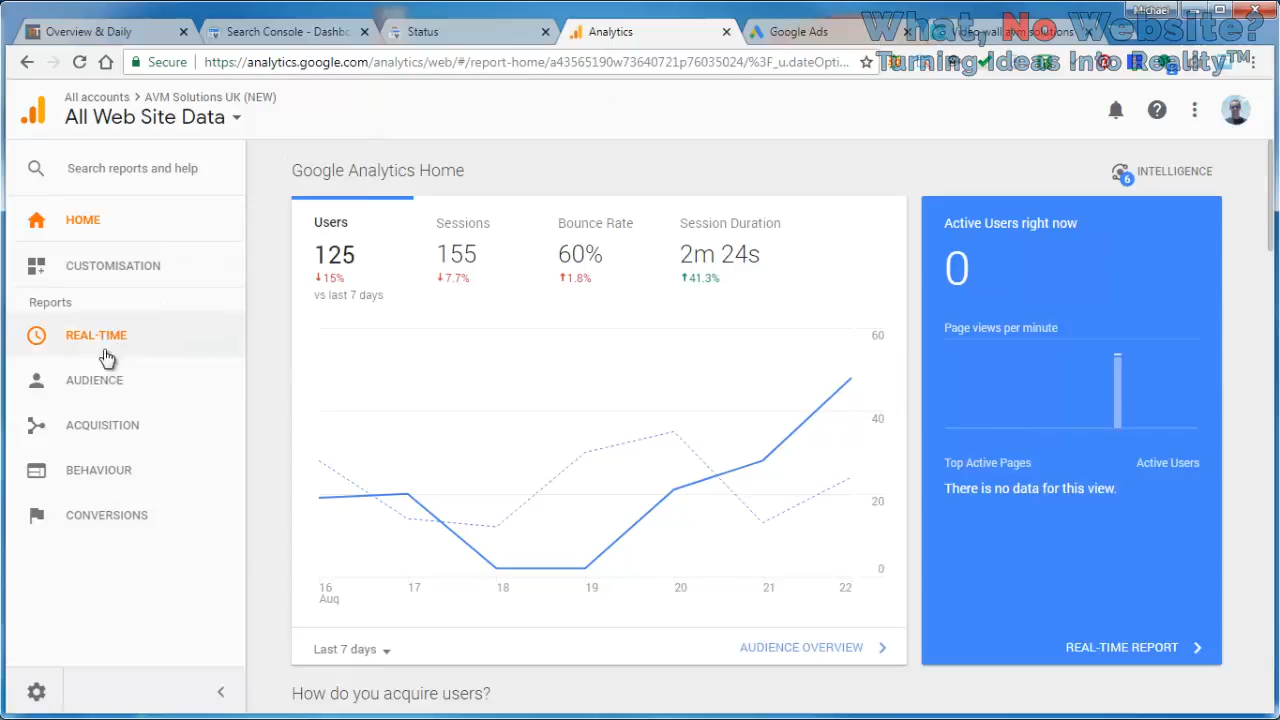 Michael
What, No Website?
Turning Ideas Into Reality™
Overview & Daily
Search Console - Dashbo
Status
Analytics
Google Ads
Video wall avm solutions
Secure
https://analytics.google.com/analytics/web/#/report-home/a43565190w73640721p76035024/%3F_u.dateOpti...
All accounts > AVM Solutions UK (NEW)
All Web Site Data
Search reports and help
HOME
CUSTOMISATION
Reports
REAL-TIME
AUDIENCE
ACQUISITION
BEHAVIOUR
CONVERSIONS
Google Analytics Home
6
INTELLIGENCE
Users
125
15%
vs last 7 days
Sessions
155
7.7%
Bounce Rate
60%
1.8%
Session Duration
2m 24s
41.3%
60
40
20
0
16
Aug
17
18
19
20
21
22
Last 7 days
AUDIENCE OVERVIEW
Active Users right now
0
Page views per minute
Top Active Pages
Active Users
There is no data for this view.
REAL-TIME REPORT
How do you acquire users?